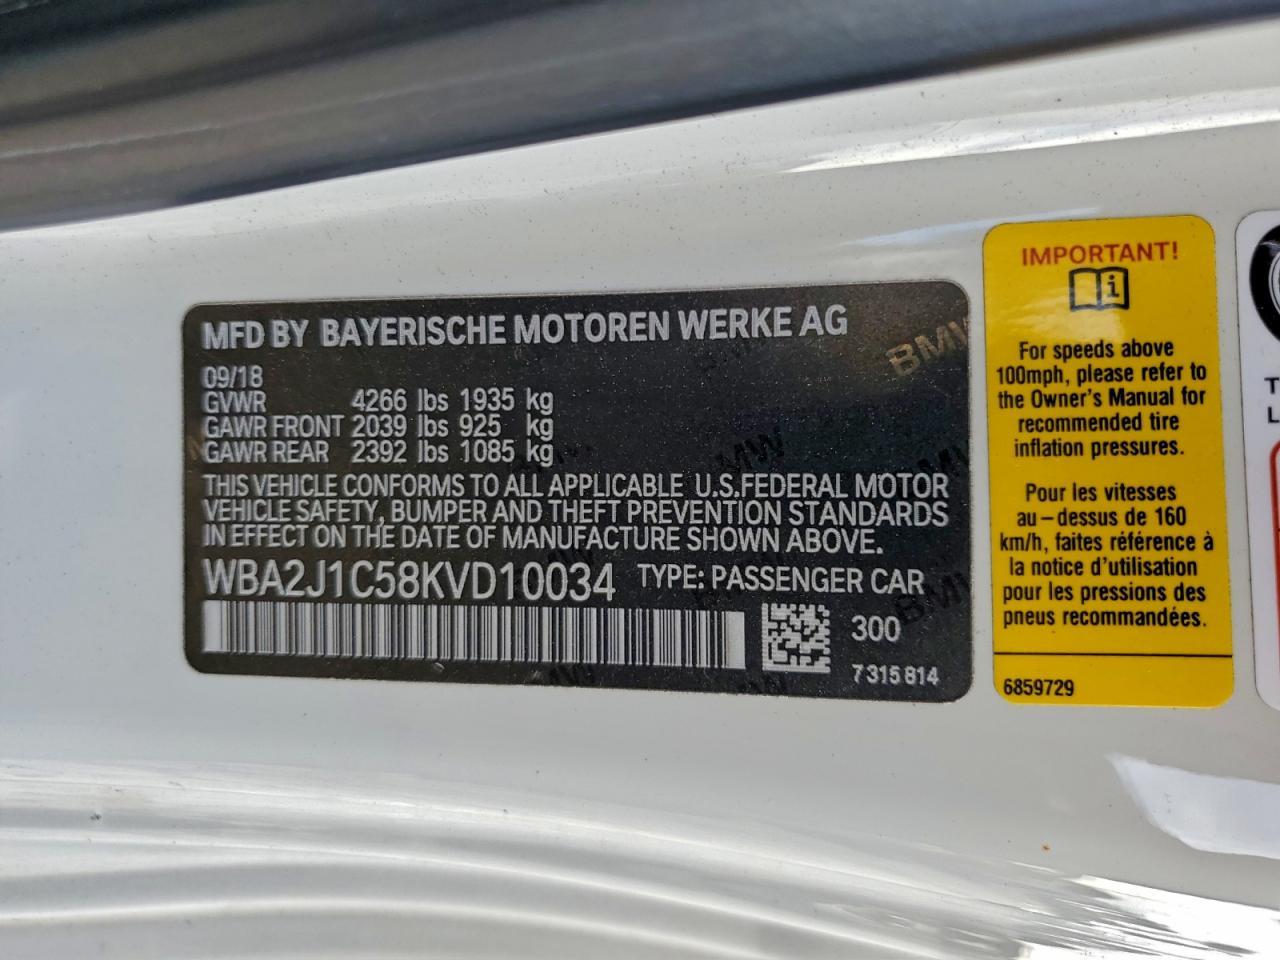 MFD BY BAYERISCHE MOTOREN WERKE AG
09/18
GVWR 4266 lbs 1935 kg
GAWR FRONT 2039 lbs 925 kg
GAWR REAR 2392 lbs 1085 kg
THIS VEHICLE CONFORMS TO ALL APPLICABLE U.S.FEDERAL MOTOR
VEHICLE SAFETY, BUMPER AND THEFT PREVENTION STANDARDS
IN EFFECT ON THE DATE OF MANUFACTURE SHOWN ABOVE.
WBA2J1C58KVD10034 TYPE: PASSENGER CAR
300
7315814
BMW
BMW
BMW
IMPORTANT!
i
For speeds above
100mph, please refer to
the Owner's Manual for
recommended tire
inflation pressures.
Pour les vitesses
au-dessus de 160
km/h, faites référence à
la notice d'utilisation
pour les pressions des
pneus recommandées.
6859729